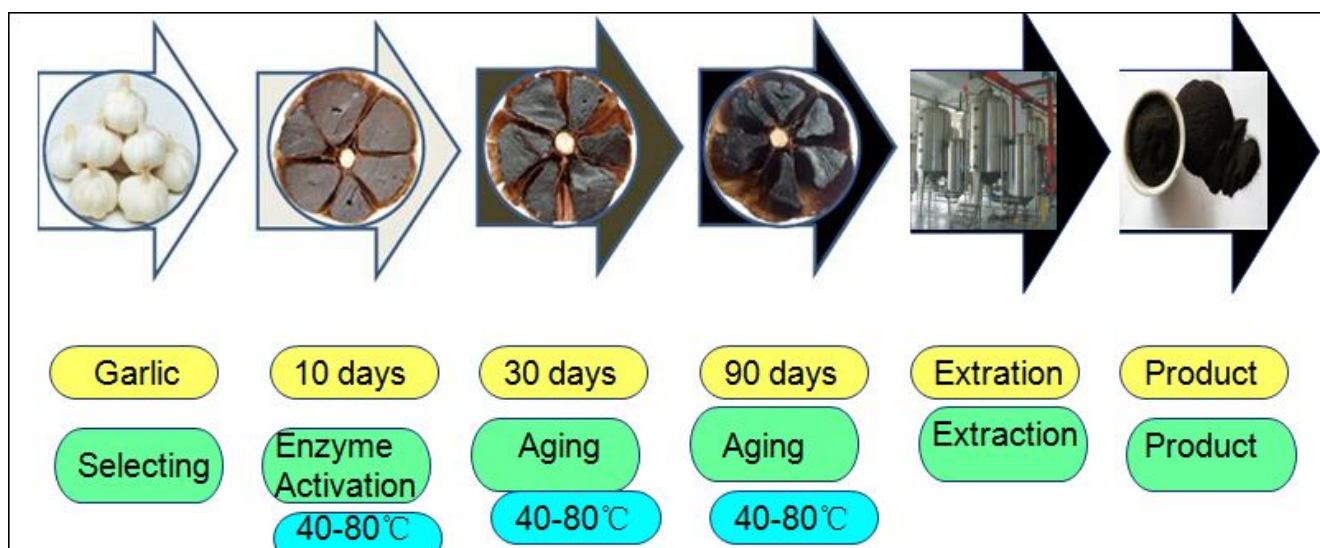 Garlic
10 days
30 days
90 days
Extration
Product
Selecting
Enzyme
Activation
Aging
Aging
Extraction
Product
40-80℃
40-80℃
40-80℃